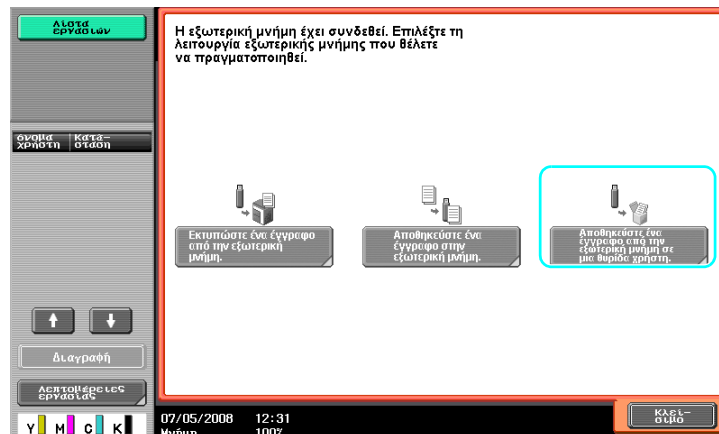 Λίστα
εργασιών
Η εξωτερική μνήμη έχει συνδεθεί. Επιλέξτε τη
λειτουργία εξωτερικής μνήμης που θέλετε
να πραγματοποιηθεί.
όνομα
χρήστη
Κατά-
σταση
Εκτυπώστε ένα έγγραφο
από την εξωτερική
μνήμη.
Αποθηκεύστε ένα
έγγραφο στην
εξωτερική μνήμη.
Αποθηκεύστε ένα
έγγραφο από την
εξωτερική μνήμη σε
μια θυρίδα χρήστη.
Διαγραφή
Λεπτομέρειες
εργασίας
Κλεί-
σιμο
07/05/2008 12:31
Μνήμη 100%
Y M C K